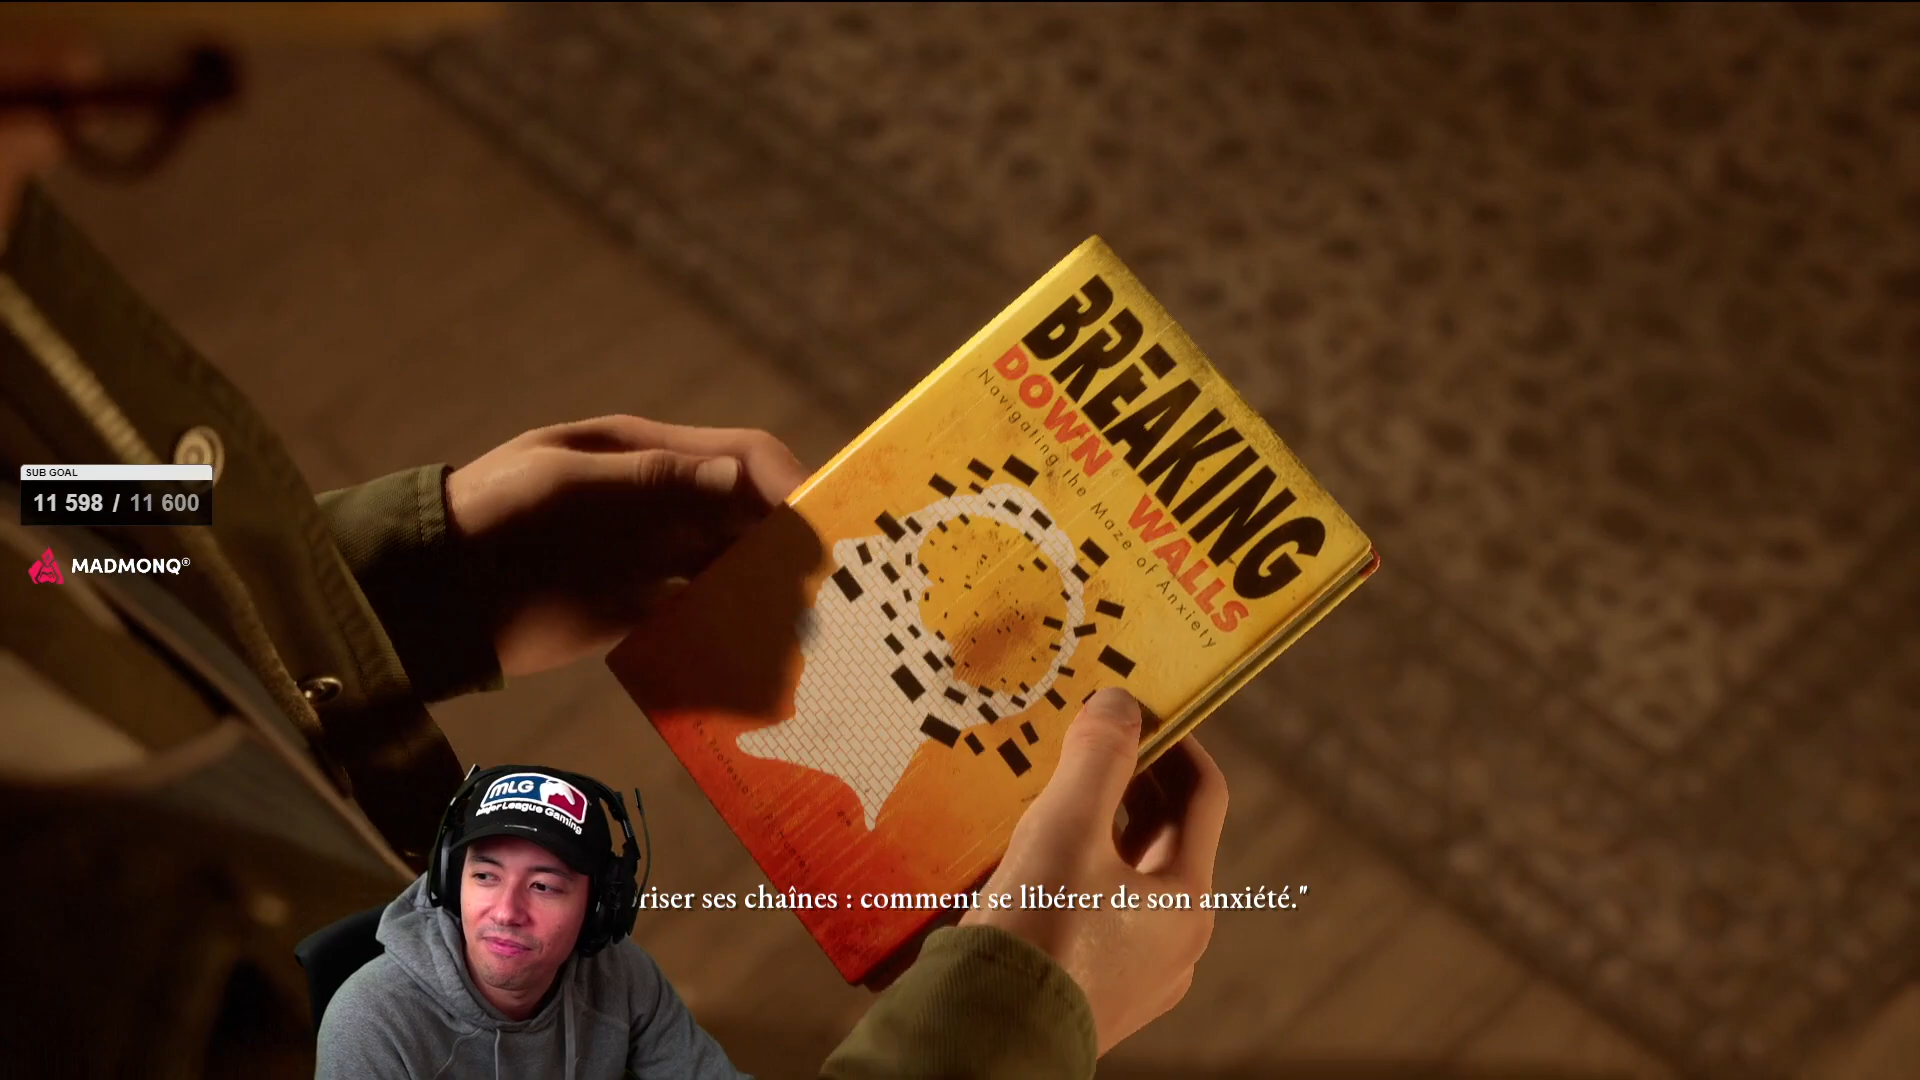 BREAKING
DOWN WALLS
Navigating the Maze of Anxiety
SUB GOAL
11 598 / 11 600
MADMONQ®
MLG
Major League Gaming
riser ses chaînes : comment se libérer de son anxiété."